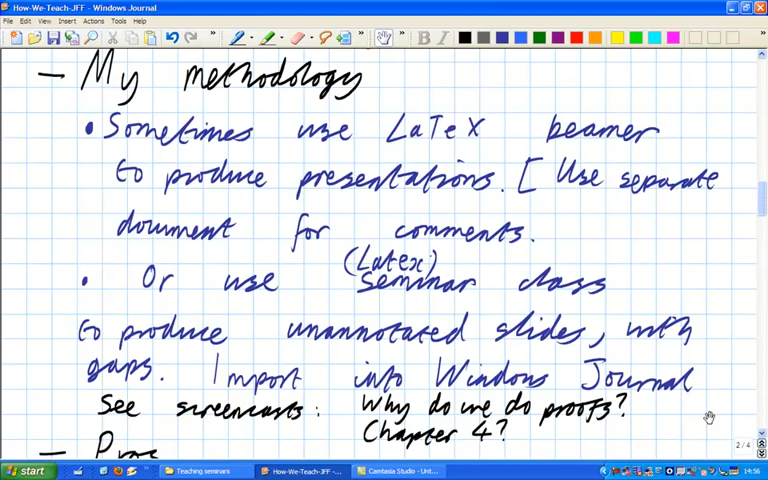 How-We-Teach-JFF - Windows Journal
File Edit View Insert Actions Tools Help
— My methodology
• Sometimes use LaTeX beamer
to produce presentations. [ Use separate
document for comments.
(Latex)
• Or use seminar class
to produce unannotated slides, with
gaps. Import into Windows Journal
See screencasts: Why do we do proofs?
Chapter 4?
2/4
start Teaching seminars How-We-Teach-JFF - ... Camtasia Studio - Unt... 14:56